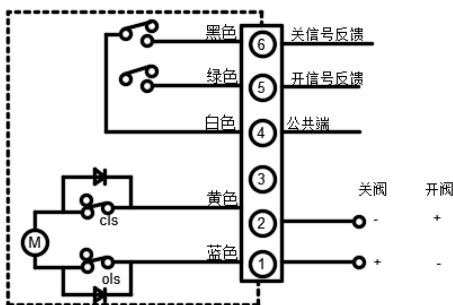 黑色 6 关信号反馈
绿色 5 开信号反馈
白色 4 公共端
3
关阀 开阀
黄色 2 - +
cls
M
蓝色 1 + -
ols